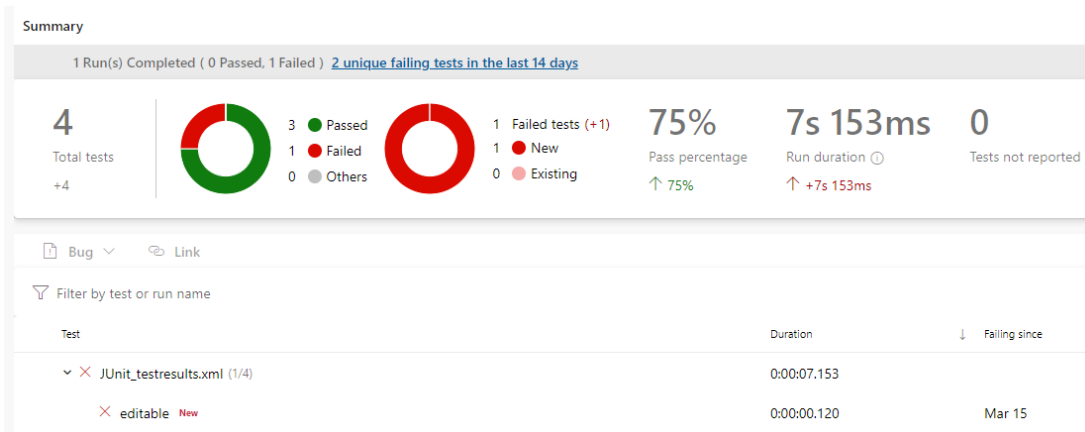 Summary
1 Run(s) Completed ( 0 Passed, 1 Failed ) 2 unique failing tests in the last 14 days
4
Total tests
+4
3 Passed
1 Failed
0 Others
1 Failed tests (+1)
1 New
0 Existing
75%
Pass percentage
↑ 75%
7s 153ms
Run duration
↑ +7s 153ms
0
Tests not reported
Bug Link
Filter by test or run name
Test Duration ↓ Failing since
JUnit_testresults.xml (1/4) 0:00:07.153
editable New 0:00:00.120 Mar 15